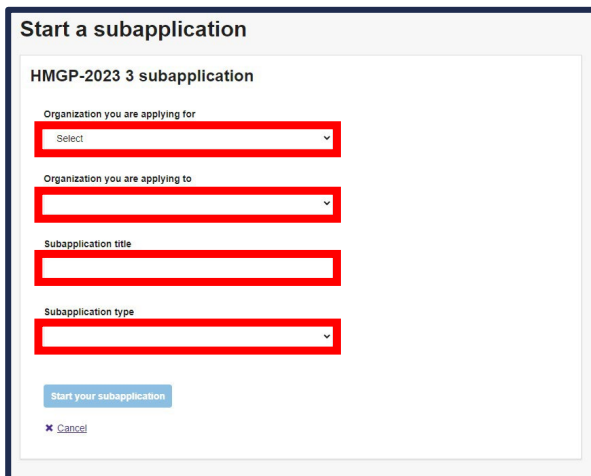 Start a subapplication
HMGP-2023 3 subapplication
Organization you are applying for
Select
Organization you are applying to
Subapplication title
Subapplication type
Start your subapplication
✖ Cancel